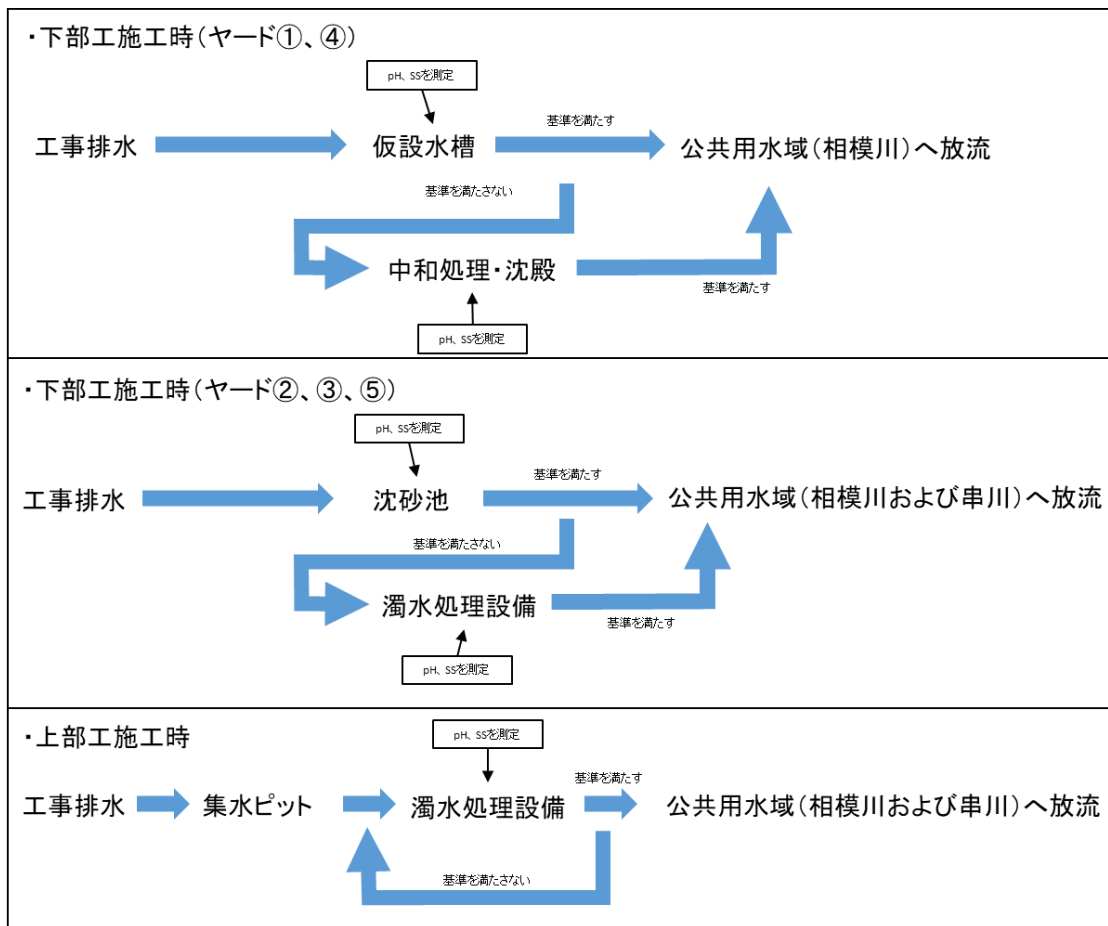 ・下部工施工時(ヤード①、④)
pH、SSを測定
工事排水
仮設水槽
基準を満たす
公共用水域(相模川)へ放流
基準を満たさない
中和処理・沈殿
基準を満たす
pH、SSを測定
・下部工施工時(ヤード②、③、⑤)
pH、SSを測定
工事排水
沈砂池
基準を満たす
公共用水域(相模川および串川)へ放流
基準を満たさない
濁水処理設備
基準を満たす
pH、SSを測定
・上部工施工時
pH、SSを測定
工事排水
集水ピット
濁水処理設備
基準を満たす
公共用水域(相模川および串川)へ放流
基準を満たさない